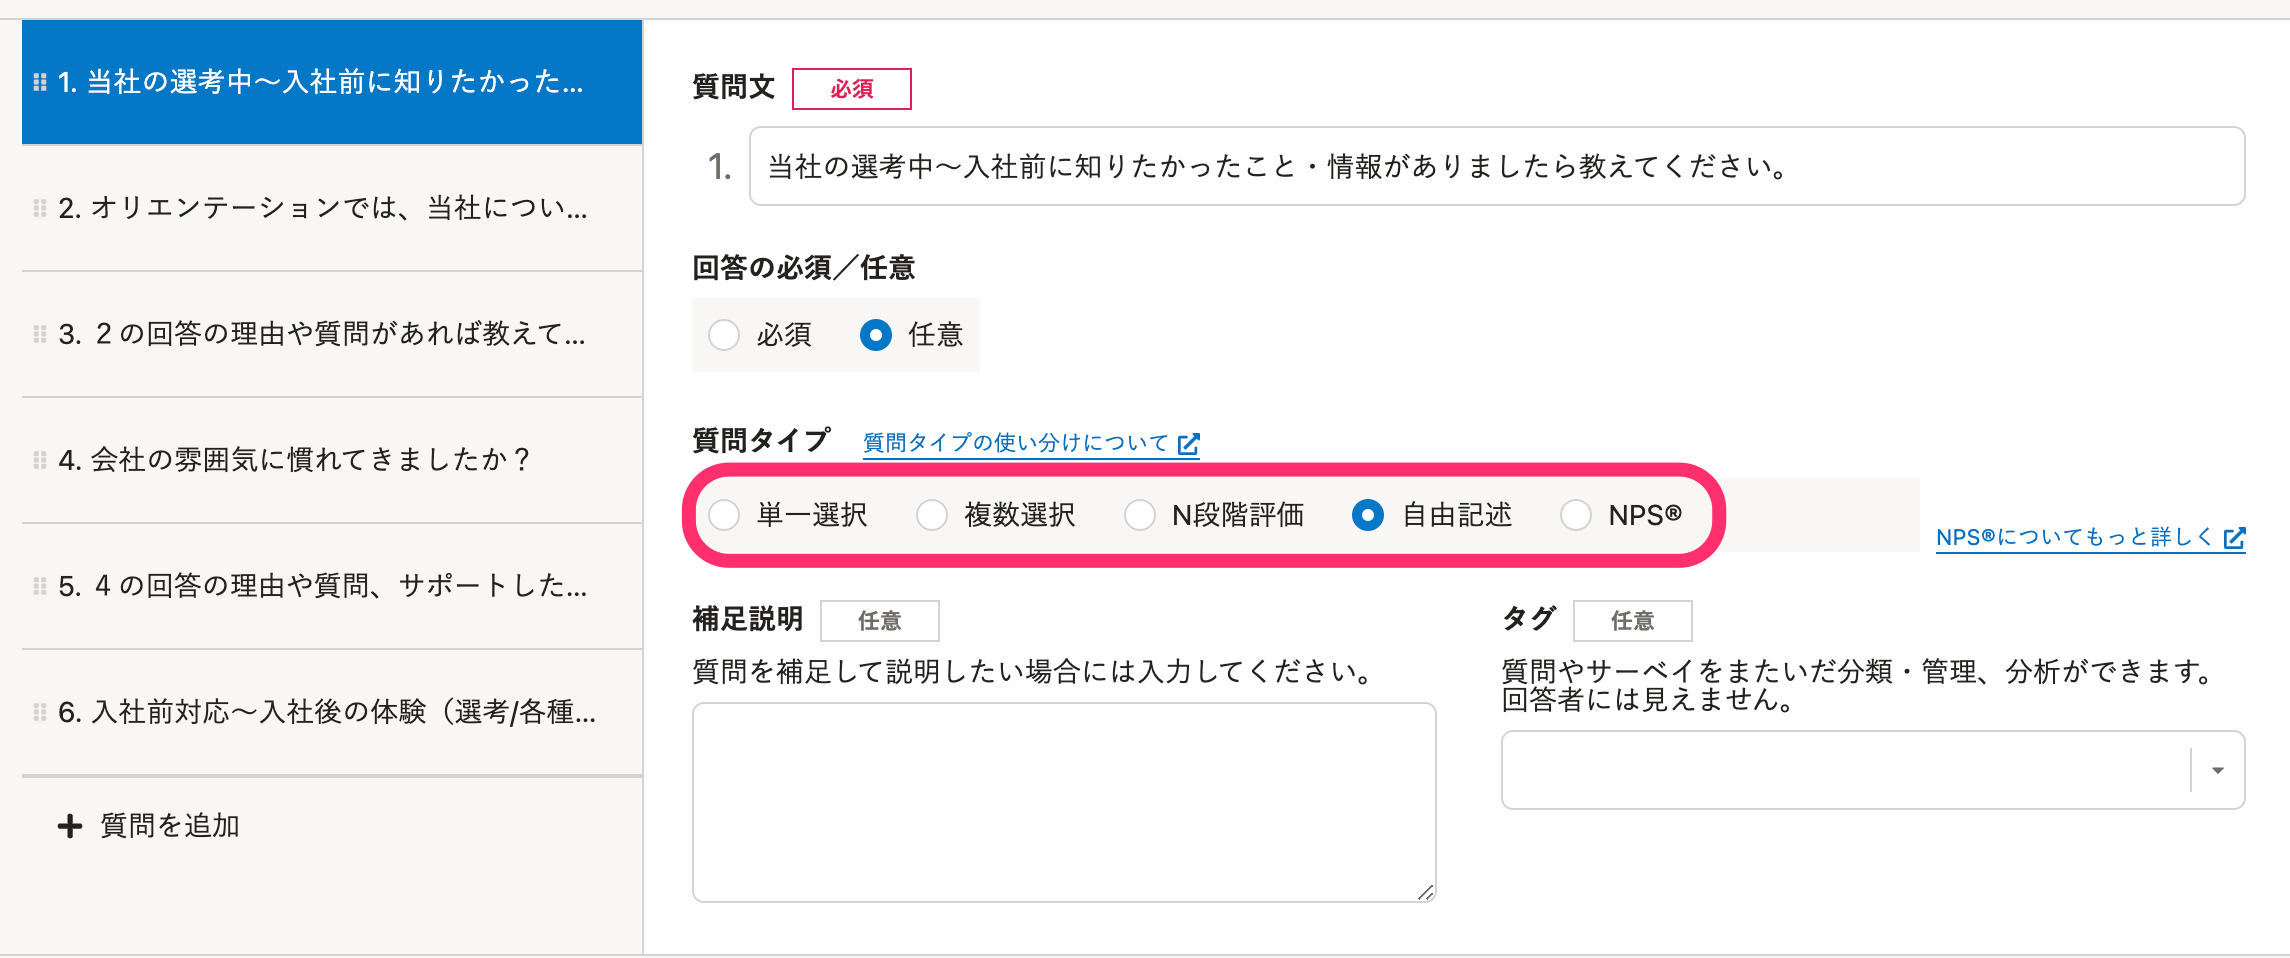 1. 当社の選考中〜入社前に知りたかった...
2. オリエンテーションでは、当社につい...
3. ２の回答の理由や質問があれば教えて...
4. 会社の雰囲気に慣れてきましたか？
5. ４の回答の理由や質問、サポートした...
6. 入社前対応〜入社後の体験（選考/各種...
質問を追加
質問文 必須
1. 当社の選考中〜入社前に知りたかったこと・情報がありましたら教えてください。
回答の必須／任意
必須 任意
質問タイプ 質問タイプの使い分けについて
単一選択 複数選択 N段階評価 自由記述 NPS®
NPS®についてもっと詳しく
補足説明 任意
質問を補足して説明したい場合には入力してください。
タグ 任意
質問やサーベイをまたいだ分類・管理、分析ができます。
回答者には見えません。